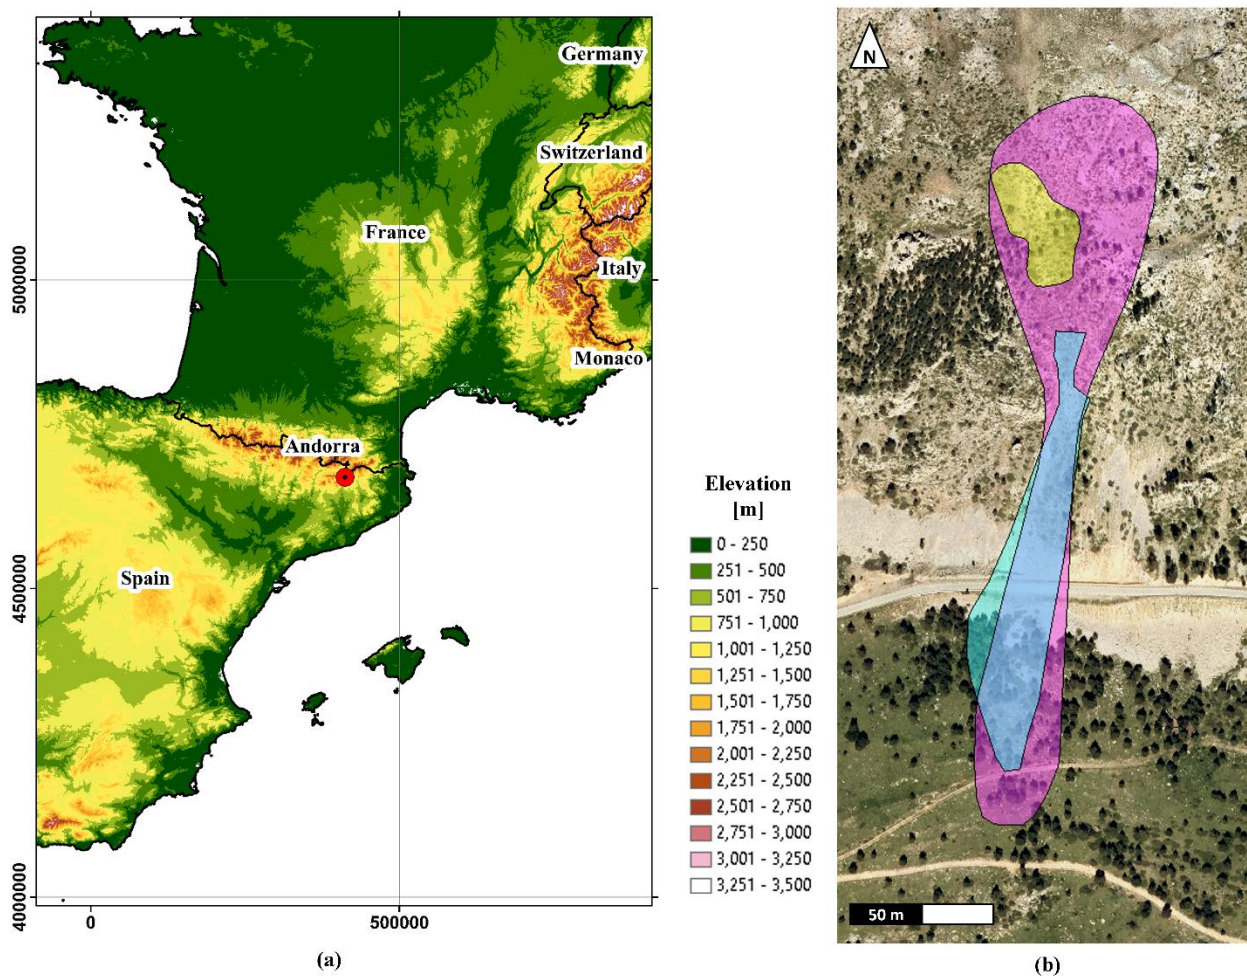 Germany
Switzerland
France
Italy
Monaco
Andorra
Spain
5000000
4500000
4000000
0
500000
(a)
Elevation
[m]
0 - 250
251 - 500
501 - 750
751 - 1,000
1,001 - 1,250
1,251 - 1,500
1,501 - 1,750
1,751 - 2,000
2,001 - 2,250
2,251 - 2,500
2,501 - 2,750
2,751 - 3,000
3,001 - 3,250
3,251 - 3,500
N
50 m
(b)